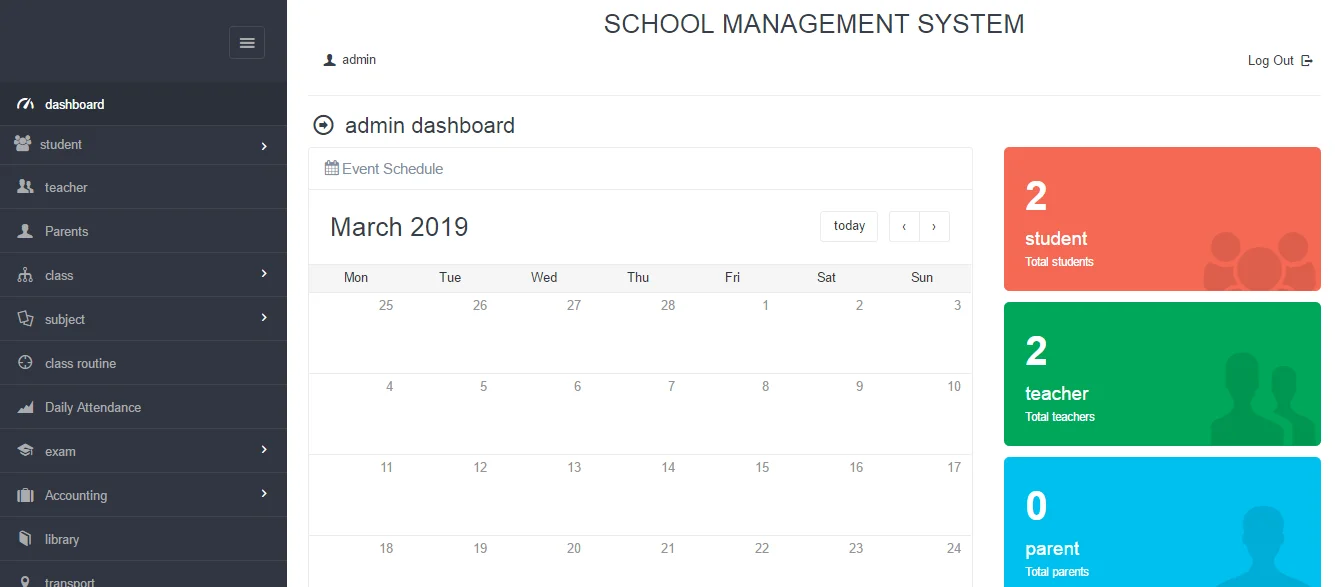 SCHOOL MANAGEMENT SYSTEM
admin
Log Out
dashboard
student
teacher
Parents
class
subject
class routine
Daily Attendance
exam
Accounting
library
transport
admin dashboard
Event Schedule
March 2019
today
‹ ›
Mon Tue Wed Thu Fri Sat Sun
25 26 27 28 1 2 3
4 5 6 7 8 9 10
11 12 13 14 15 16 17
18 19 20 21 22 23 24
2
student
Total students
2
teacher
Total teachers
0
parent
Total parents